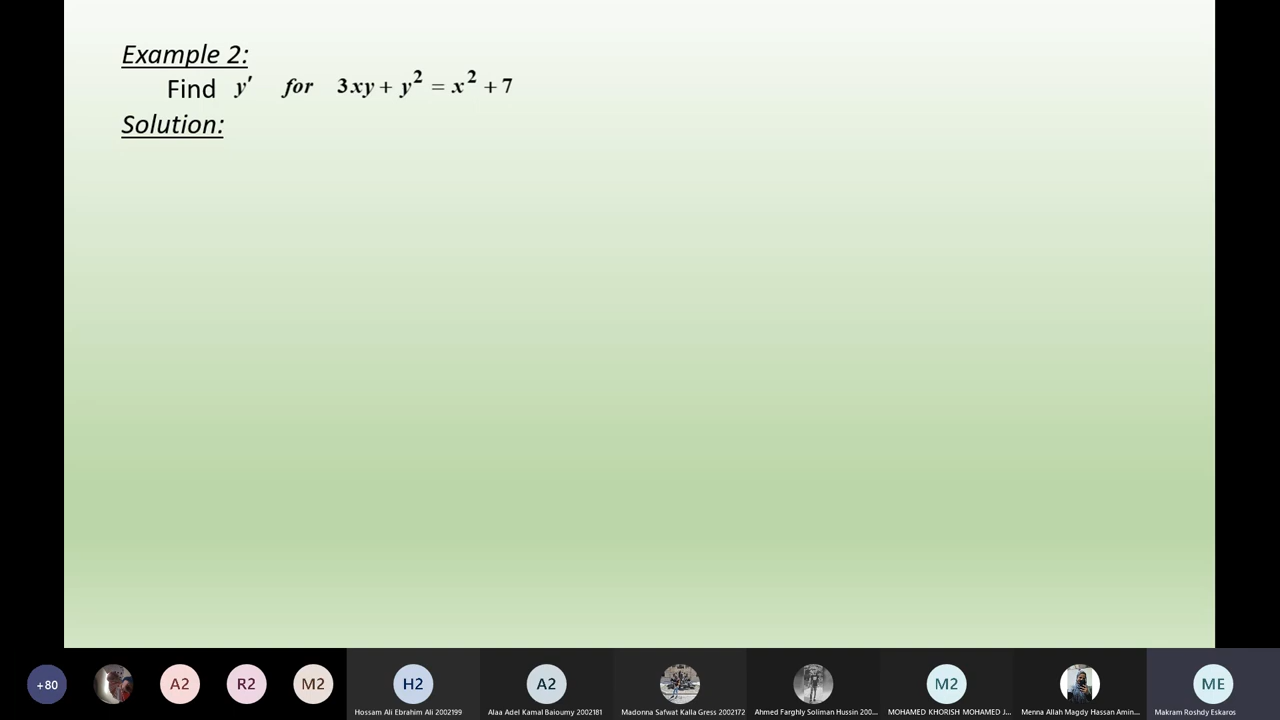 Example 2:
Find y′ for 3xy + y² = x² + 7
Solution:
+80
A2
R2
M2
H2
A2
M2
ME
Hossam Ali Ebrahim Ali 2002199
Alaa Adel Kamal Baioumy 2002181
Madonna Safwat Kalla Gress 2002172
Ahmed Farghly Soliman Hussin 200...
MOHAMED KHORISH MOHAMED J...
Menna Allah Magdy Hassan Amin...
Makram Roshdy Eskaros